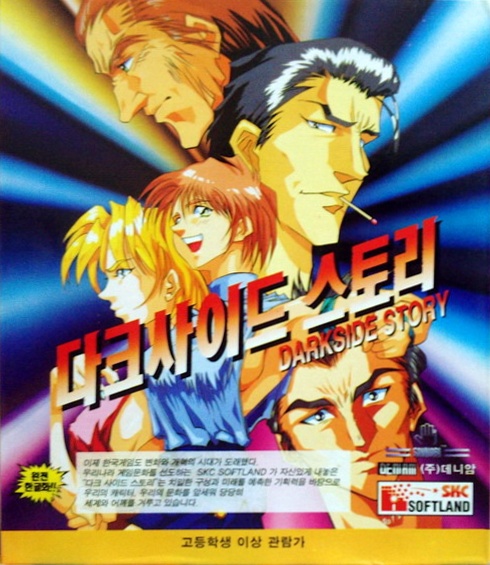 다크사이드 스토리
DARKSIDE STORY
이제 한국게임도 변화와 개혁의 시대가 도래했다.
우리나라 게임문화를 선도하는 SKC SOFTLAND 가 자신있게 내놓은
"다크 사이드 스토리"는 치밀한 구성과 미래를 예측한 기획력을 바탕으로
우리의 캐릭터, 우리의 문화를 앞세워 당당히
세계와 어깨를 겨루고 있습니다.
완전
한글화!!
(주)데니암
SKC
SOFTLAND
고등학생 이상 관람가